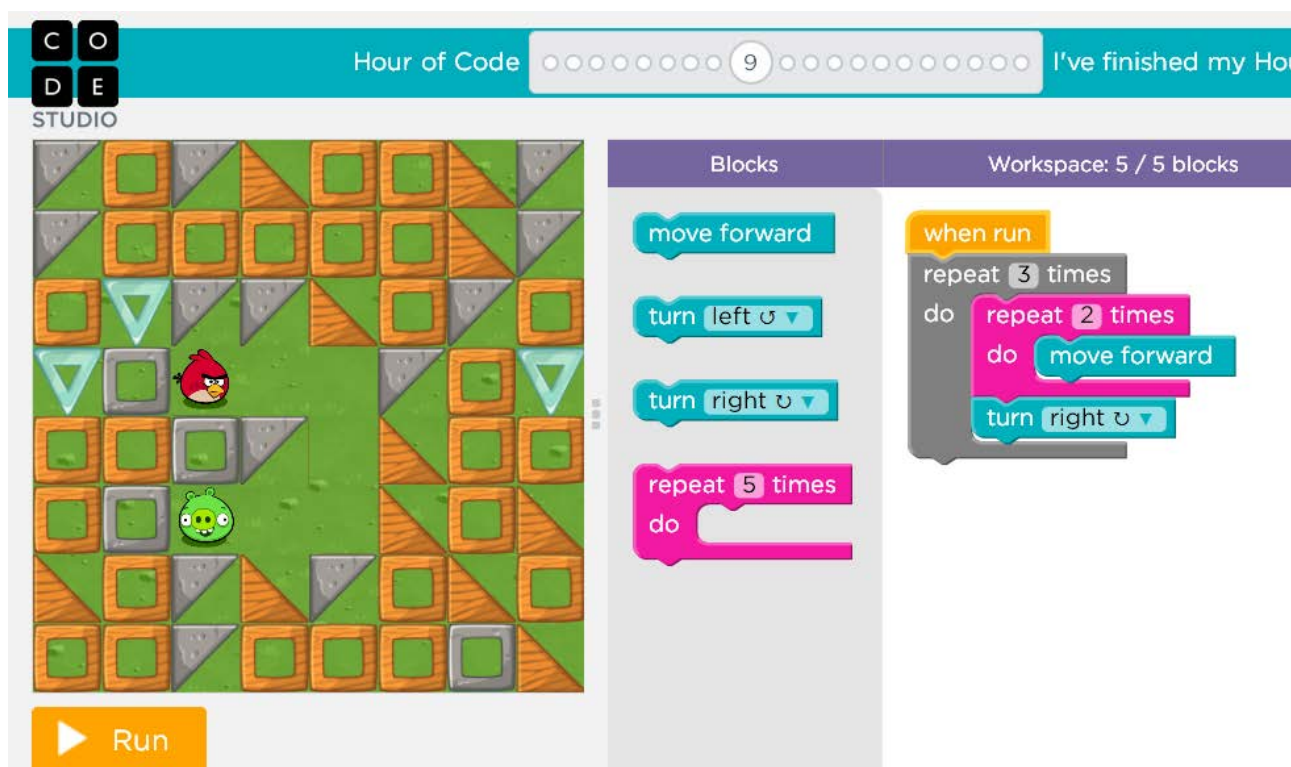 CO
DE
STUDIO
Hour of Code
9
I've finished my Hou
Blocks
Workspace: 5 / 5 blocks
move forward
turn left ↺ ▼
turn right ↻ ▼
repeat 5 times
do
when run
repeat 3 times
do
repeat 2 times
do move forward
turn right ↻ ▼
Run